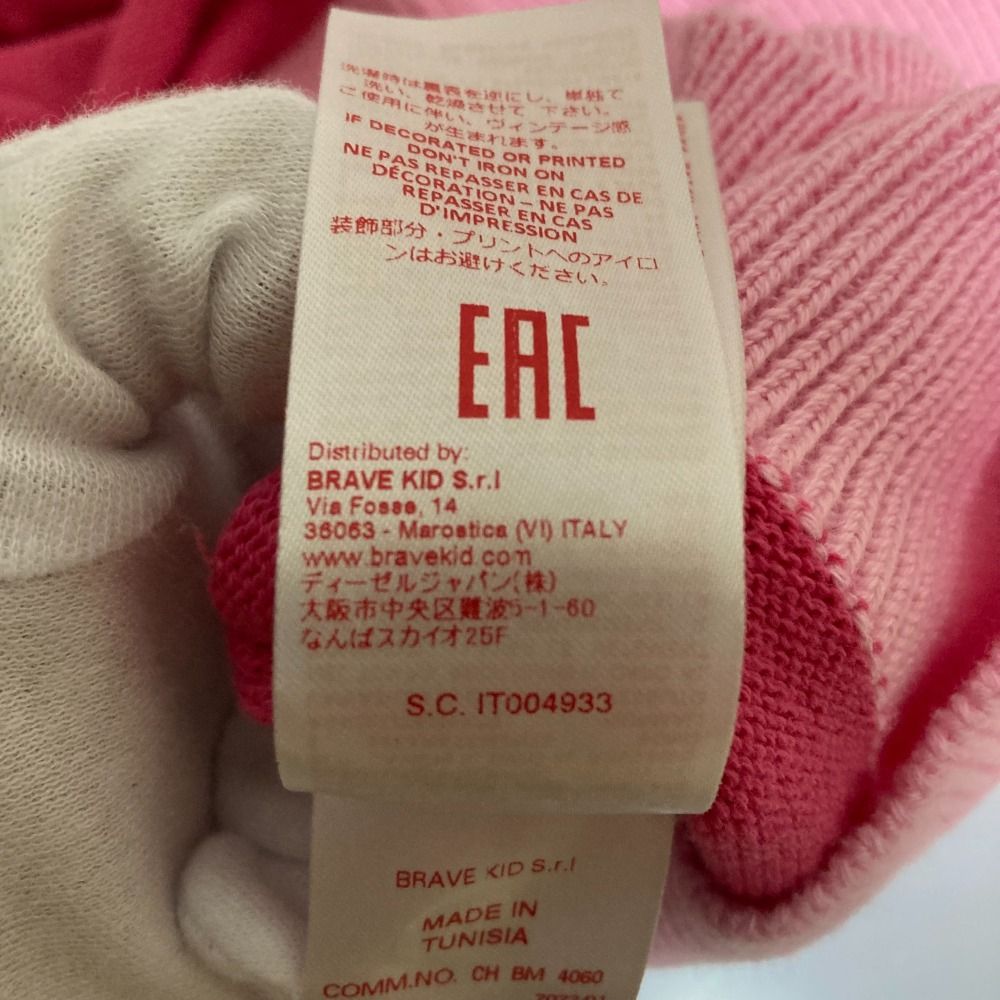 洗濯時は裏表を逆にし、単独で
洗い、乾燥させて下さい。
ご使用に伴い、ヴィンテージ感
が生まれます。
IF DECORATED OR PRINTED
DON'T IRON ON
NE PAS REPASSER EN CAS DE
DÉCORATION – NE PAS
REPASSER EN CAS
D'IMPRESSION
装飾部分・プリントへのアイロ
ンはお避けください。
EAC
Distributed by:
BRAVE KID S.r.l
Via Fosse, 14
36063 - Marostica (VI) ITALY
www.bravekid.com
ディーゼルジャパン(株)
大阪市中央区難波5-1-60
なんばスカイオ25F
S.C. IT004933
BRAVE KID S.r.l
MADE IN
TUNISIA
COMM.NO. CH BM 4060